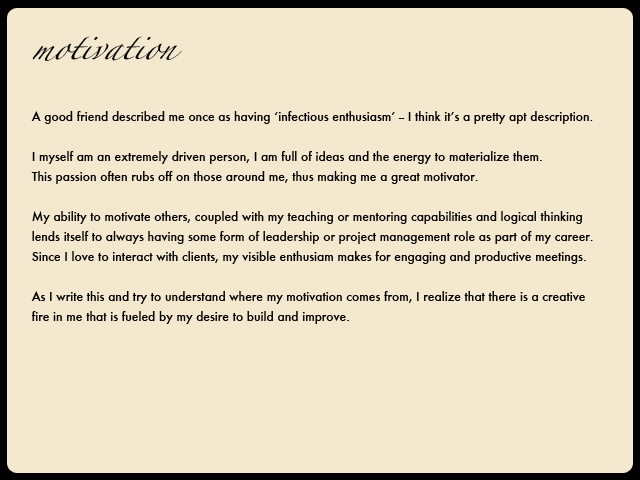 motivation
A good friend described me once as having ‘infectious enthusiasm’ – I think it’s a pretty apt description.
I myself am an extremely driven person, I am full of ideas and the energy to materialize them.
This passion often rubs off on those around me, thus making me a great motivator.
My ability to motivate others, coupled with my teaching or mentoring capabilities and logical thinking
lends itself to always having some form of leadership or project management role as part of my career.
Since I love to interact with clients, my visible enthusiam makes for engaging and productive meetings.
As I write this and try to understand where my motivation comes from, I realize that there is a creative
fire in me that is fueled by my desire to build and improve.